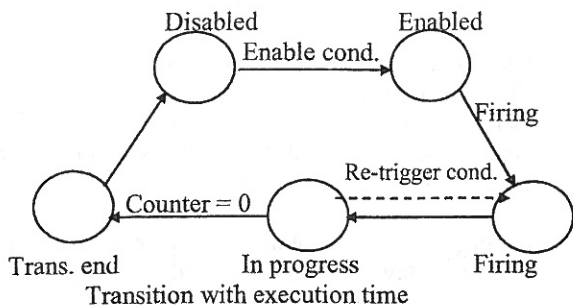 Disabled
Enabled
Enable cond.
Firing
Re-trigger cond.
Counter = 0
Trans. end
In progress
Firing
Transition with execution time